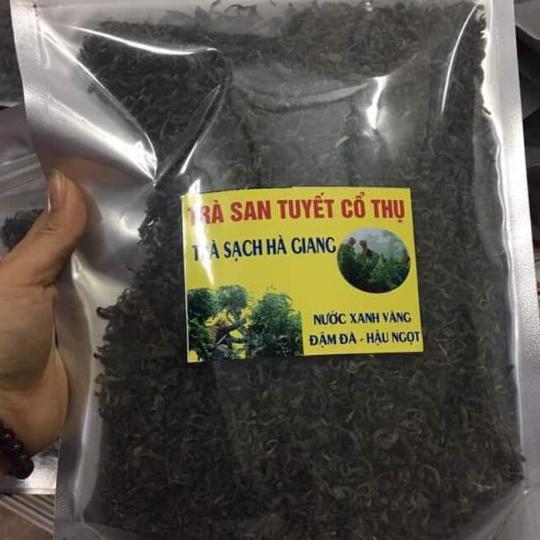 TRÀ SAN TUYẾT CỔ THỤ
TRÀ SẠCH HÀ GIANG
NƯỚC XANH VÀNG
ĐẬM ĐÀ - HẬU NGỌT